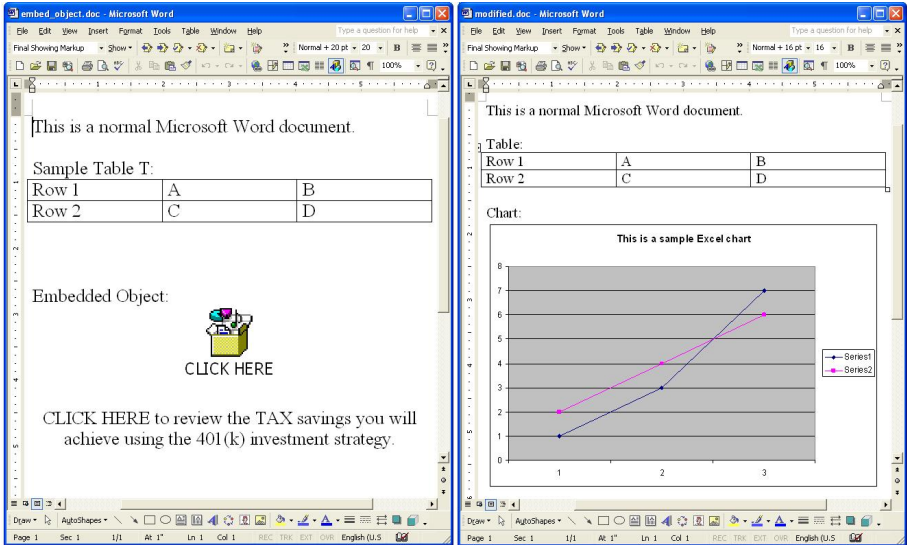 embed_object.doc - Microsoft Word
File Edit View Insert Format Tools Table Window Help Type a question for help
Final Showing Markup Show Normal + 20 pt 20 B
100%
This is a normal Microsoft Word document.
Sample Table T:
Row 1 A B
Row 2 C D
Embedded Object:
CLICK HERE
CLICK HERE to review the TAX savings you will
achieve using the 401(k) investment strategy.
Draw AutoShapes
Page 1 Sec 1 1/1 At 1" Ln 1 Col 1 REC TRK EXT OVR English (U.S
modified.doc - Microsoft Word
File Edit View Insert Format Tools Table Window Help Type a question for help
Final Showing Markup Show Normal + 16 pt 16 B
100%
This is a normal Microsoft Word document.
Table:
Row 1 A B
Row 2 C D
Chart:
This is a sample Excel chart
8
7
6
5
4
3
2
1
0
1 2 3
Series1
Series2
Draw AutoShapes
Page 1 Sec 1 1/1 At 1" Ln 1 Col 1 REC TRK EXT OVR English (U.S